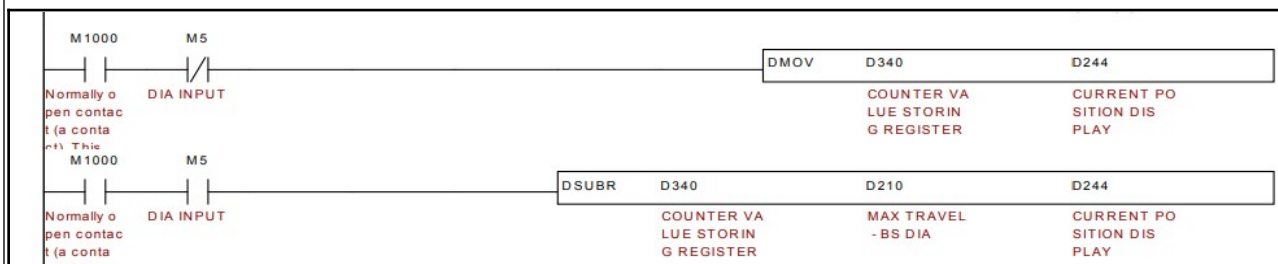 M1000 M5
DMOV D340 D244
Normally o DIA INPUT COUNTER VA CURRENT PO
pen contac LUE STORIN SITION DIS
t (a conta G REGISTER PLAY
ct) This
M1000 M5
DSUBR D340 D210 D244
Normally o DIA INPUT COUNTER VA MAX TRAVEL CURRENT PO
pen contac LUE STORIN - BS DIA SITION DIS
t (a conta G REGISTER PLAY